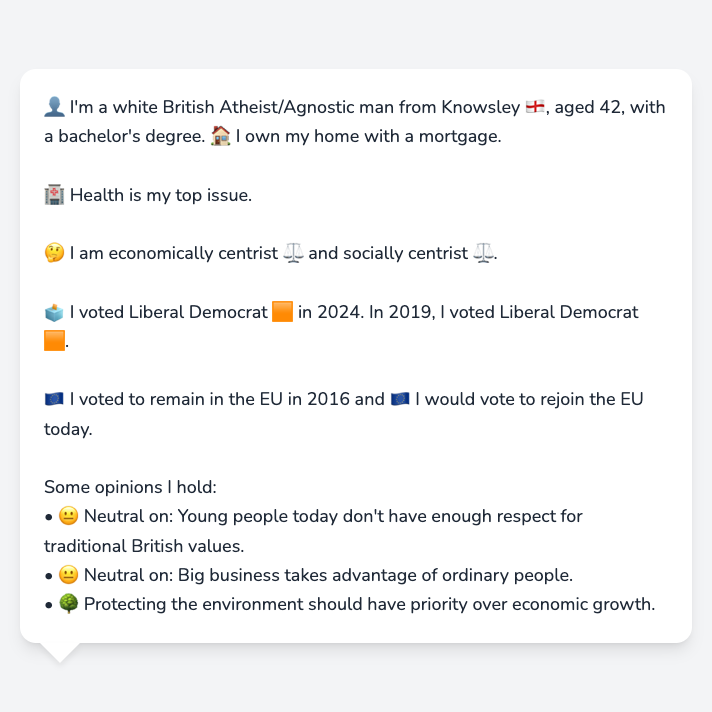 👤 I'm a white British Atheist/Agnostic man from Knowsley 🏴󠁧󠁢󠁥󠁮󠁧󠁿, aged 42, with
a bachelor's degree. 🏠 I own my home with a mortgage.
🏥 Health is my top issue.
🤔 I am economically centrist ⚖️ and socially centrist ⚖️.
🗳️ I voted Liberal Democrat 🟧 in 2024. In 2019, I voted Liberal Democrat
🟧.
🇪🇺 I voted to remain in the EU in 2016 and 🇪🇺 I would vote to rejoin the EU
today.
Some opinions I hold:
• 😐 Neutral on: Young people today don't have enough respect for
traditional British values.
• 😐 Neutral on: Big business takes advantage of ordinary people.
• 🌳 Protecting the environment should have priority over economic growth.